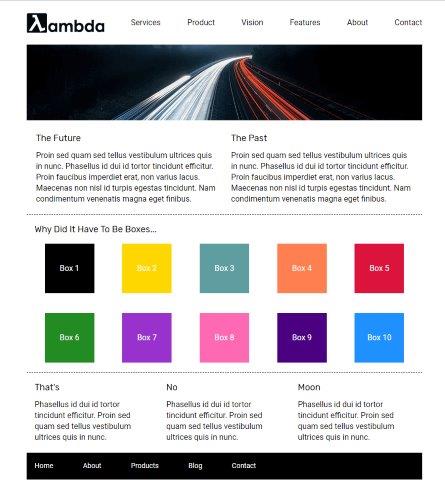 λambda Services Product Vision Features About Contact
The Future
Proin sed quam sed tellus vestibulum ultrices quis
in nunc. Phasellus id dui id tortor tincidunt efficitur.
Proin faucibus imperdiet erat, non varius lacus.
Maecenas non nisl id turpis egestas tincidunt. Nam
condimentum venenatis magna eget finibus.
The Past
Proin sed quam sed tellus vestibulum ultrices quis
in nunc. Phasellus id dui id tortor tincidunt efficitur.
Proin faucibus imperdiet erat, non varius lacus.
Maecenas non nisl id turpis egestas tincidunt. Nam
condimentum venenatis magna eget finibus.
Why Did It Have To Be Boxes...
Box 1 Box 2 Box 3 Box 4 Box 5
Box 6 Box 7 Box 8 Box 9 Box 10
That's
Phasellus id dui id tortor
tincidunt efficitur. Proin sed
quam sed tellus vestibulum
ultrices quis in nunc.
No
Phasellus id dui id tortor
tincidunt efficitur. Proin sed
quam sed tellus vestibulum
ultrices quis in nunc.
Moon
Phasellus id dui id tortor
tincidunt efficitur. Proin sed
quam sed tellus vestibulum
ultrices quis in nunc.
Home About Products Blog Contact